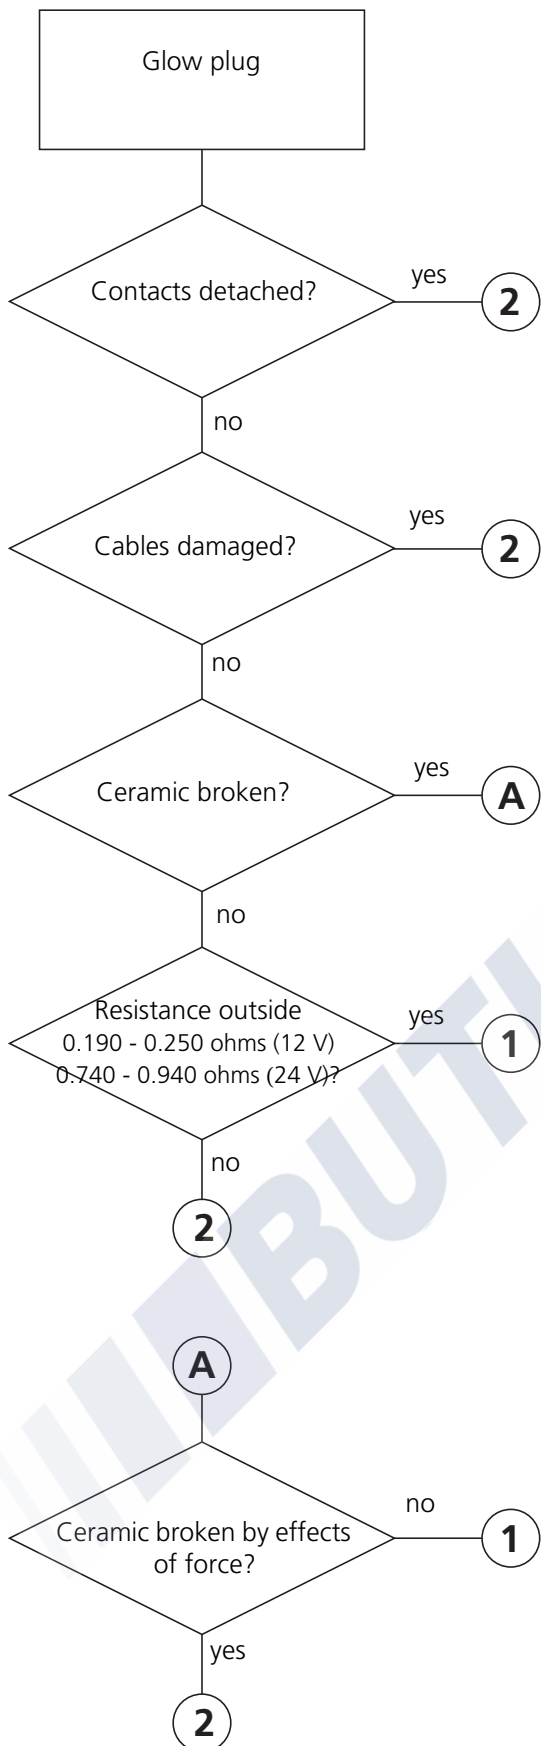 Glow plug
Contacts detached?
yes
2
no
Cables damaged?
yes
2
no
Ceramic broken?
yes
A
no
Resistance outside
0.190 - 0.250 ohms (12 V)
0.740 - 0.940 ohms (24 V)?
yes
1
no
2
A
Ceramic broken by effects
of force?
no
1
yes
2